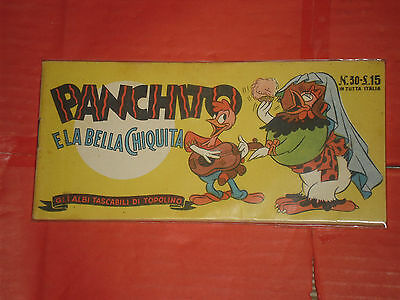 PANCHITO
E LA BELLA CHIQUITA
N.30-£.15
IN TUTTA ITALIA
GLI ALBI TASCABILI DI TOPOLINO